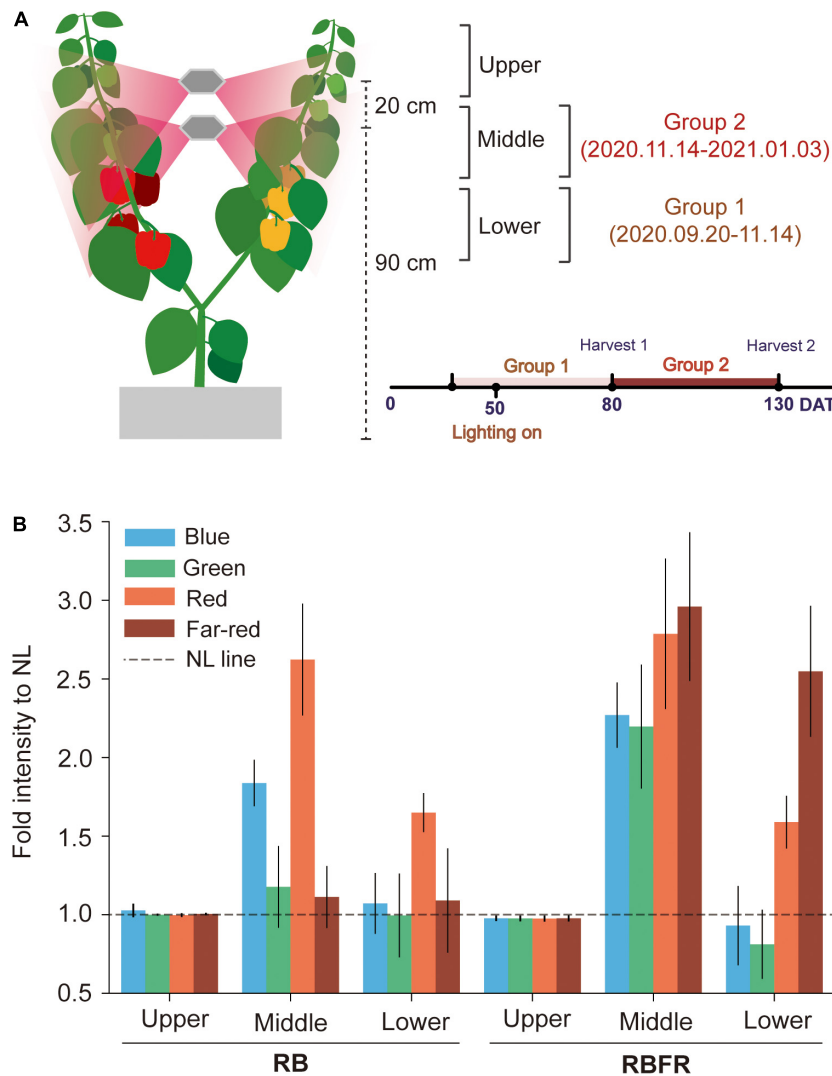 A
Upper
20 cm
Middle
Group 2
(2020.11.14-2021.01.03)
Lower
Group 1
(2020.09.20-11.14)
90 cm
Harvest 1
Harvest 2
Group 1
Group 2
0
50
80
130 DAT
Lighting on
B
Fold intensity to NL
3.5
3.0
2.5
2.0
1.5
1.0
0.5
Blue
Green
Red
Far-red
NL line
Upper
Middle
Lower
Upper
Middle
Lower
RB
RBFR